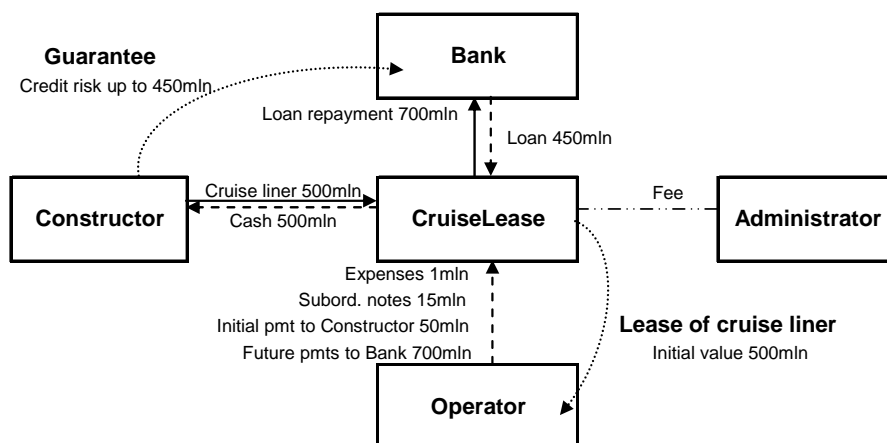 Guarantee
Credit risk up to 450mln
Bank
Loan repayment 700mln
Loan 450mln
Constructor
Cruise liner 500mln
Cash 500mln
CruiseLease
Fee
Administrator
Expenses 1mln
Subord. notes 15mln
Initial pmt to Constructor 50mln
Future pmts to Bank 700mln
Lease of cruise liner
Initial value 500mln
Operator